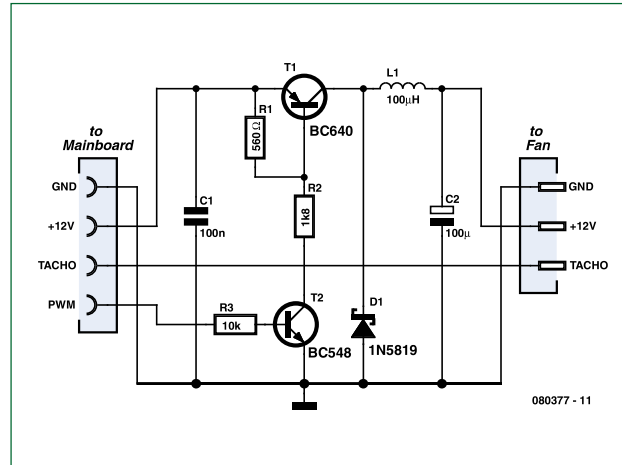 T1
L1
100µH
R1
560Ω
BC640
to
Mainboard
to
Fan
R2
1k8
GND
GND
C1
100n
C2
100µ
+12V
+12V
TACHO
TACHO
PWM
R3
10k
T2
BC548
D1
1N5819
080377 - 11